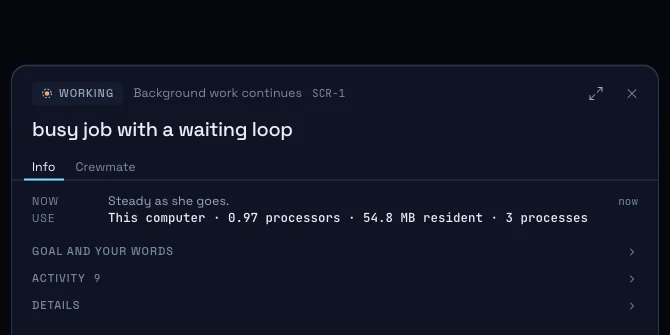 WORKING Background work continues SCR-1
busy job with a waiting loop
Info Crewmate
NOW Steady as she goes. now
USE This computer · 0.97 processors · 54.8 MB resident · 3 processes
GOAL AND YOUR WORDS
ACTIVITY 9
DETAILS